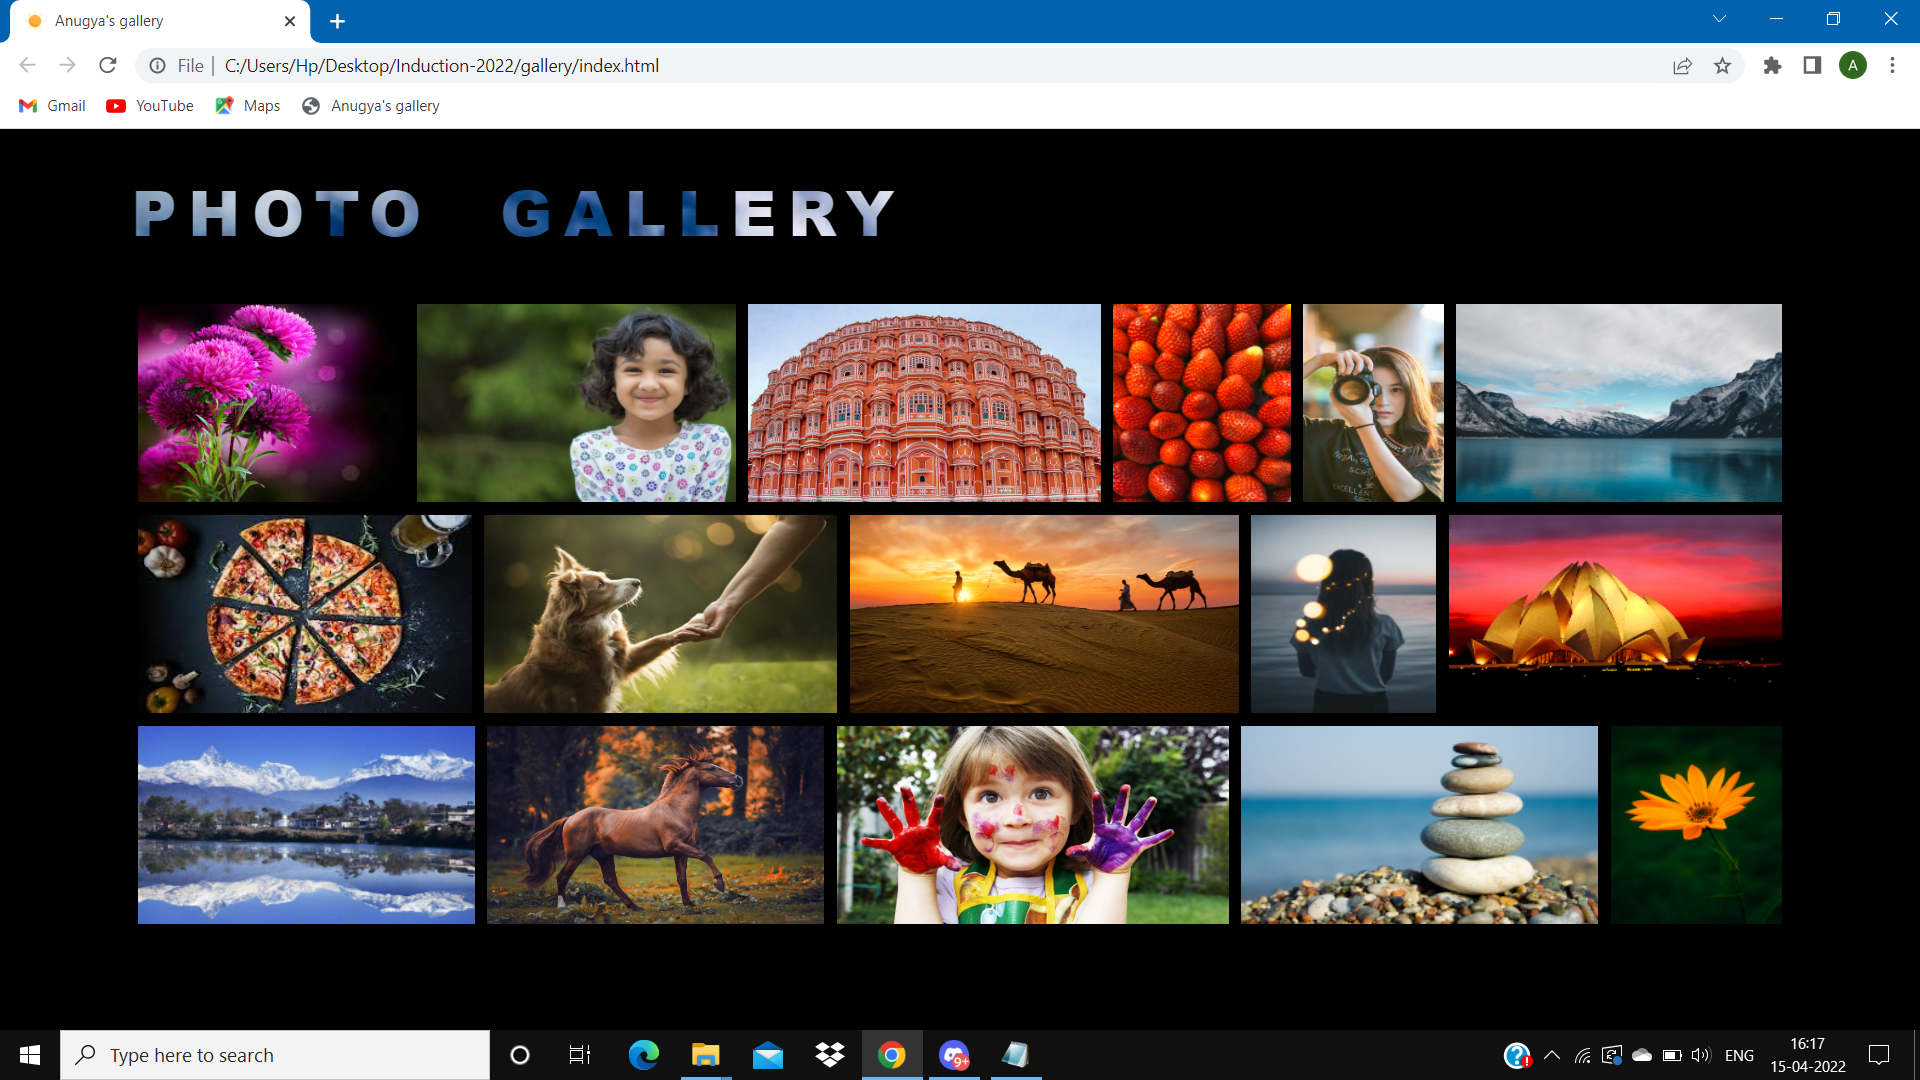 Anugya's gallery
File | C:/Users/Hp/Desktop/Induction-2022/gallery/index.html
A
Gmail YouTube Maps Anugya's gallery
PHOTO GALLERY
Type here to search
9+
ENG
16:17
15-04-2022